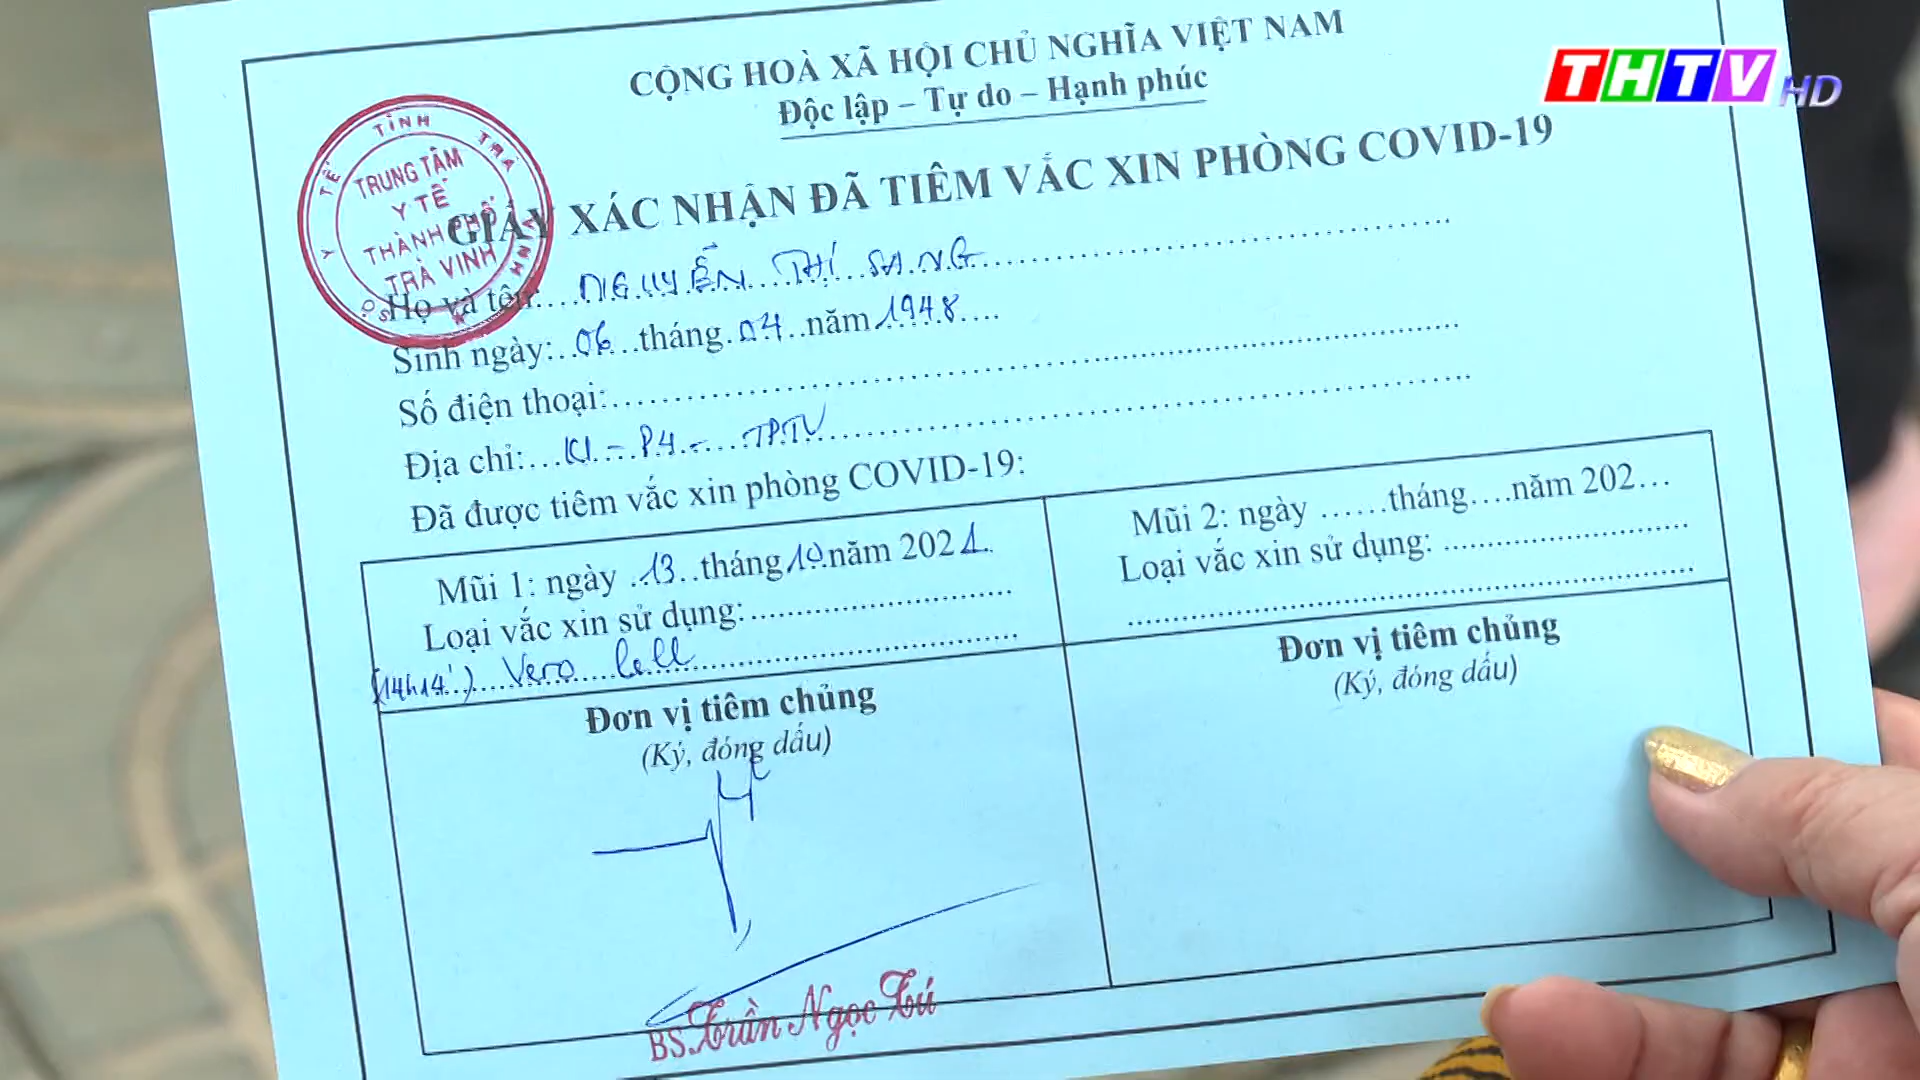 THTV HD
CỘNG HOÀ XÃ HỘI CHỦ NGHĨA VIỆT NAM
Độc lập – Tự do – Hạnh phúc
GIẤY XÁC NHẬN ĐÃ TIÊM VẮC XIN PHÒNG COVID-19
Y TẾ TỈNH TRÀ VINH SỞ
TRUNG TÂM
Y TẾ
THÀNH PHỐ
TRÀ VINH
Họ và tên:....NGUYỄN...THỊ...SANG
Sinh ngày:...06...tháng.04..năm 1948....
Số điện thoại:
Địa chỉ:...K1-...P4-...TPTV
Đã được tiêm vắc xin phòng COVID-19:
Mũi 1: ngày ..13..tháng10.năm 2021.
Loại vắc xin sử dụng:
(14h14')...Vero...Cell
Đơn vị tiêm chủng
(Ký, đóng dấu)
BS.Trần Ngọc Tú
Mũi 2: ngày ......tháng....năm 202...
Loại vắc xin sử dụng:
Đơn vị tiêm chủng
(Ký, đóng dấu)